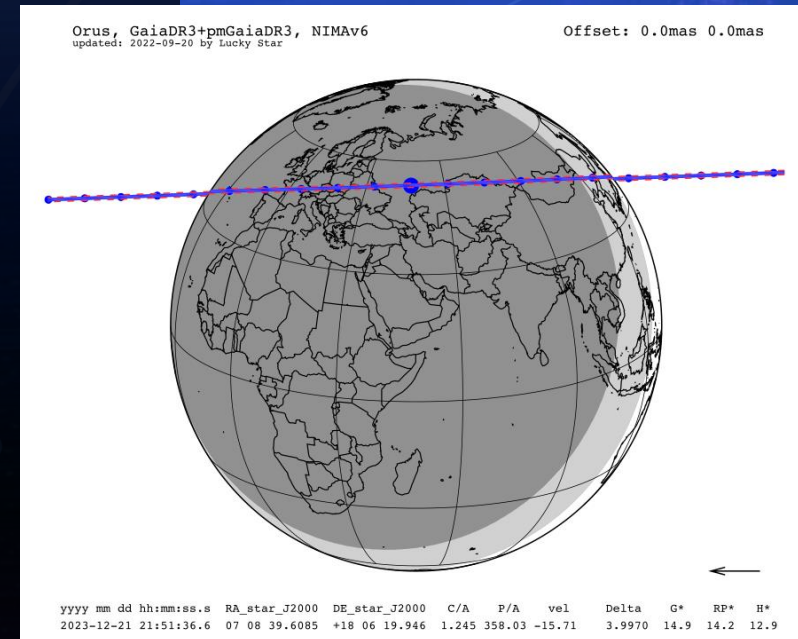 Orus, GaiaDR3+pmGaiaDR3, NIMAv6 Offset: 0.0mas 0.0mas
updated: 2022-09-20 by Lucky Star
yyyy mm dd hh:mm:ss.s RA_star_J2000 DE_star_J2000 C/A P/A vel Delta G* RP* H*
2023-12-21 21:51:36.6 07 08 39.6085 +18 06 19.946 1.245 358.03 -15.71 3.9970 14.9 14.2 12.9